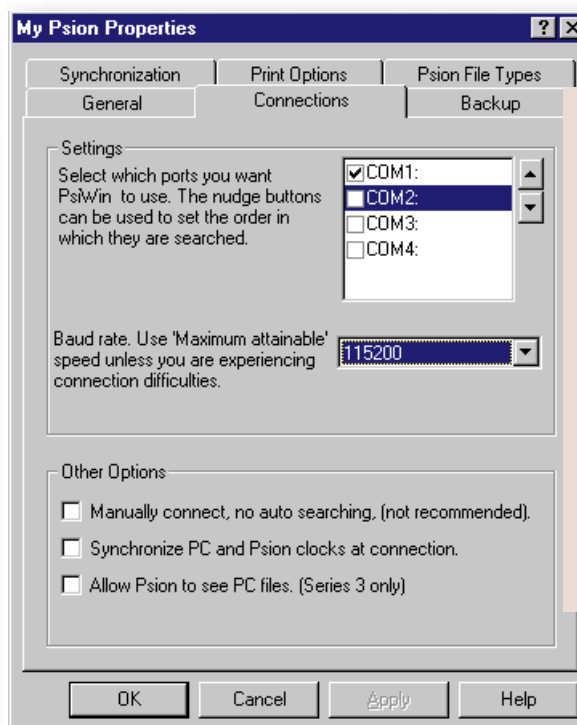 My Psion Properties
Synchronization Print Options Psion File Types
General Connections Backup
Settings
Select which ports you want
PsiWin to use. The nudge buttons
can be used to set the order in
which they are searched.
COM1:
COM2:
COM3:
COM4:
Baud rate. Use 'Maximum attainable'
speed unless you are experiencing
connection difficulties.
115200
Other Options
Manually connect, no auto searching, (not recommended).
Synchronize PC and Psion clocks at connection.
Allow Psion to see PC files. (Series 3 only)
OK Cancel Apply Help